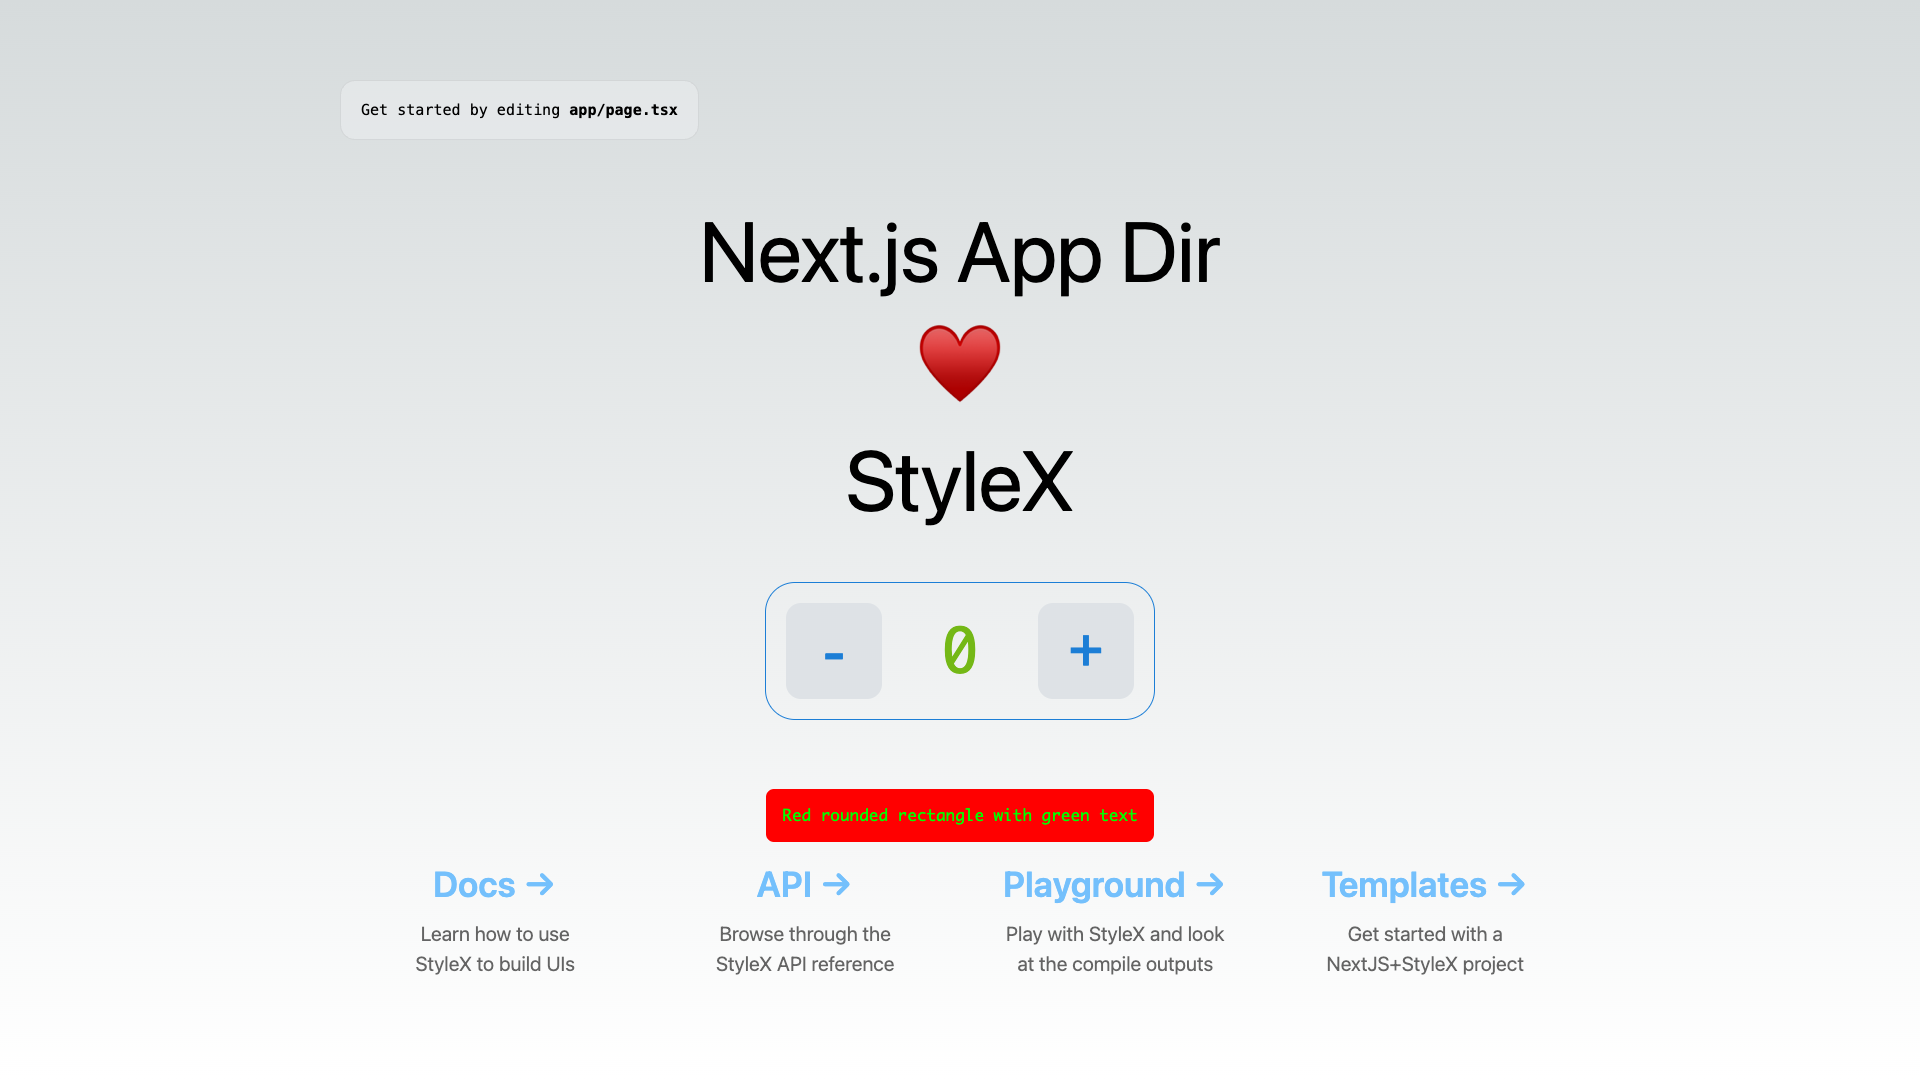 Get started by editing app/page.tsx
Next.js App Dir
StyleX
- 0 +
Red rounded rectangle with green text
Docs →
Learn how to use
StyleX to build UIs
API →
Browse through the
StyleX API reference
Playground →
Play with StyleX and look
at the compile outputs
Templates →
Get started with a
NextJS+StyleX project